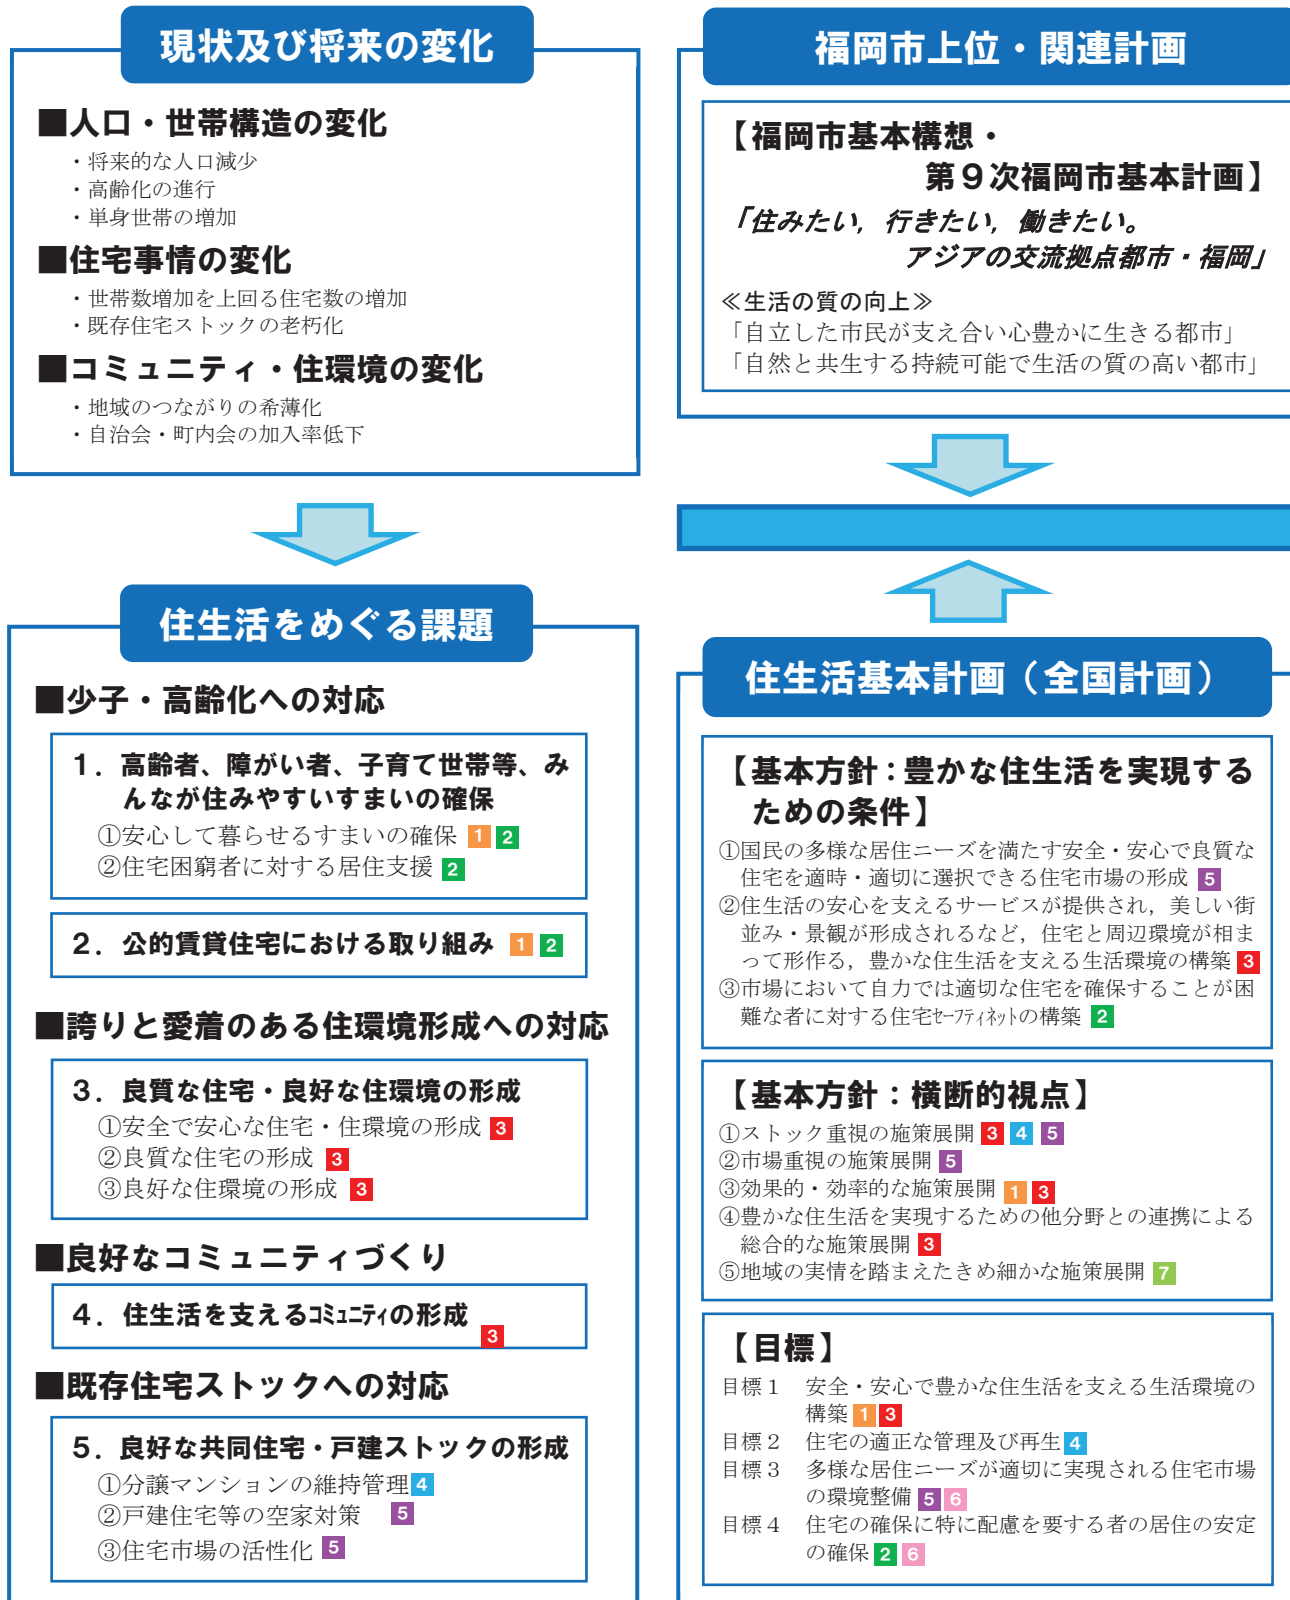 現状及び将来の変化
■人口・世帯構造の変化
・将来的な人口減少
・高齢化の進行
・単身世帯の増加
■住宅事情の変化
・世帯数増加を上回る住宅数の増加
・既存住宅ストックの老朽化
■コミュニティ・住環境の変化
・地域のつながりの希薄化
・自治会・町内会の加入率低下
住生活をめぐる課題
■少子・高齢化への対応
１．高齢者、障がい者、子育て世帯等、み
んなが住みやすいすまいの確保
①安心して暮らせるすまいの確保 1 2
②住宅困窮者に対する居住支援 2
２．公的賃貸住宅における取り組み 1 2
■誇りと愛着のある住環境形成への対応
３．良質な住宅・良好な住環境の形成
①安全で安心な住宅・住環境の形成 3
②良質な住宅の形成 3
③良好な住環境の形成 3
■良好なコミュニティづくり
４．住生活を支えるｺﾐｭﾆﾃｨの形成 3
■既存住宅ストックへの対応
５．良好な共同住宅・戸建ストックの形成
①分譲マンションの維持管理 4
②戸建住宅等の空家対策 5
③住宅市場の活性化 5
福岡市上位・関連計画
【福岡市基本構想・
第９次福岡市基本計画】
「住みたい，行きたい，働きたい。
アジアの交流拠点都市・福岡」
≪生活の質の向上≫
「自立した市民が支え合い心豊かに生きる都市」
「自然と共生する持続可能で生活の質の高い都市」
住生活基本計画（全国計画）
【基本方針：豊かな住生活を実現する
ための条件】
①国民の多様な居住ニーズを満たす安全・安心で良質な
住宅を適時・適切に選択できる住宅市場の形成 5
②住生活の安心を支えるサービスが提供され，美しい街
並み・景観が形成されるなど，住宅と周辺環境が相ま
って形作る，豊かな住生活を支える生活環境の構築 3
③市場において自力では適切な住宅を確保することが困
難な者に対する住宅ｾｰﾌﾃｨﾈｯﾄの構築 2
【基本方針：横断的視点】
①ストック重視の施策展開 3 4 5
②市場重視の施策展開 5
③効果的・効率的な施策展開 1 3
④豊かな住生活を実現するための他分野との連携による
総合的な施策展開 3
⑤地域の実情を踏まえたきめ細かな施策展開 7
【目標】
目標１　安全・安心で豊かな住生活を支える生活環境の
構築 1 3
目標２　住宅の適正な管理及び再生 4
目標３　多様な居住ニーズが適切に実現される住宅市場
の環境整備 5 6
目標４　住宅の確保に特に配慮を要する者の居住の安定
の確保 2 6